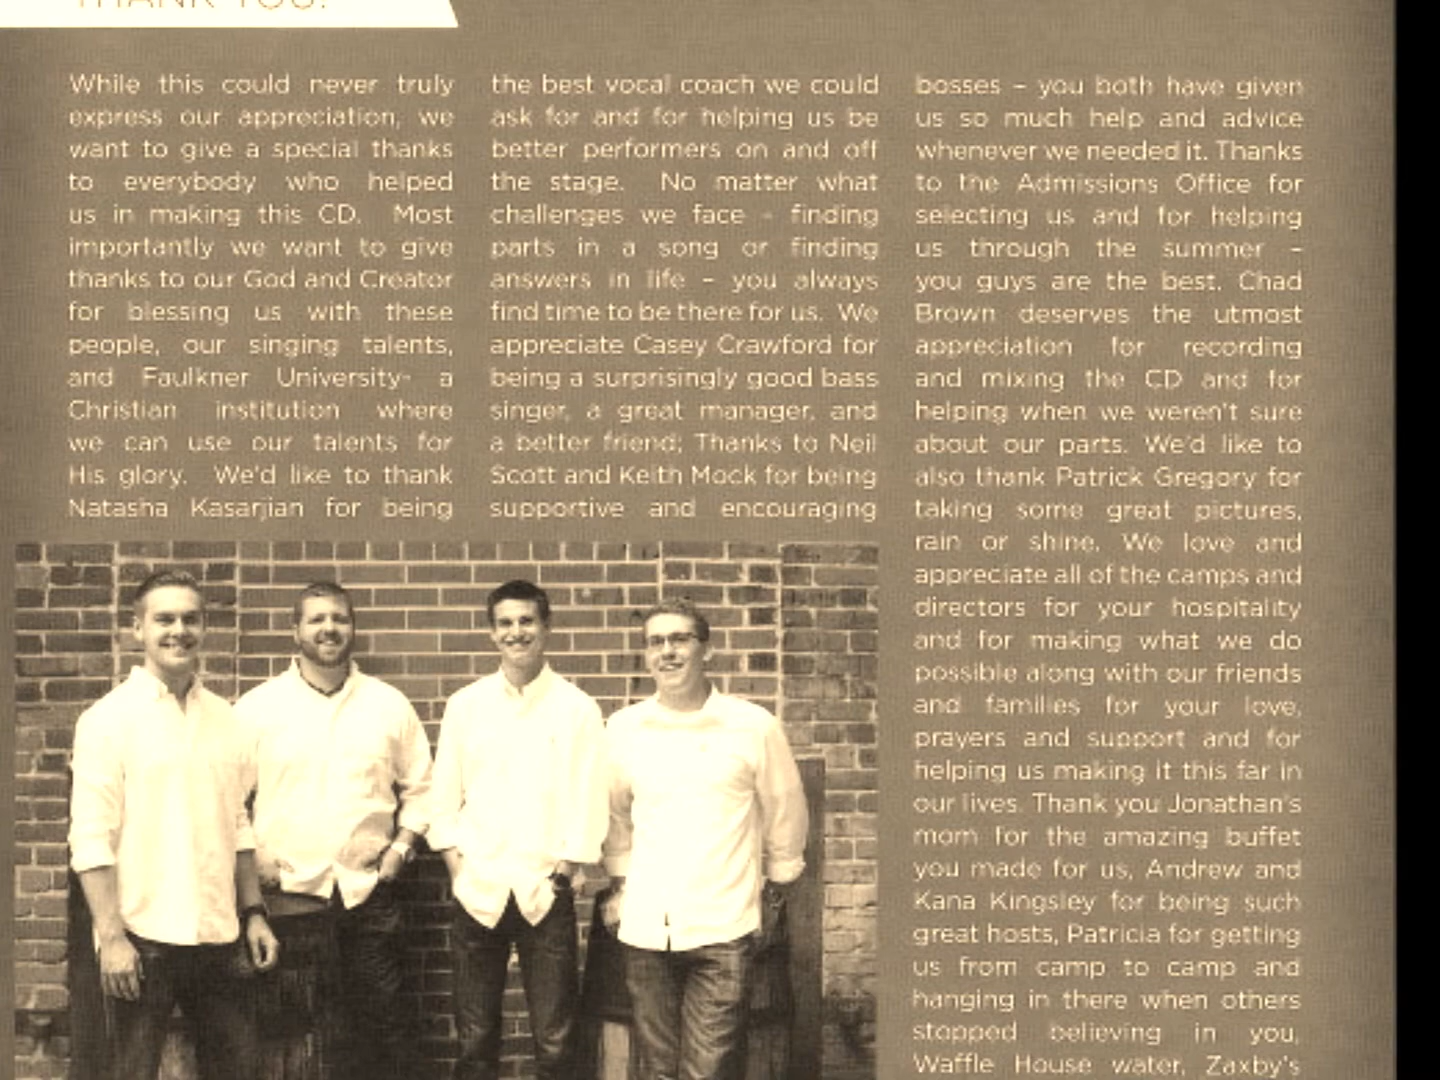 THANK YOU!
While this could never truly
express our appreciation, we
want to give a special thanks
to everybody who helped
us in making this CD. Most
importantly we want to give
thanks to our God and Creator
for blessing us with these
people, our singing talents,
and Faulkner University- a
Christian institution where
we can use our talents for
His glory. We'd like to thank
Natasha Kasarjian for being
the best vocal coach we could
ask for and for helping us be
better performers on and off
the stage. No matter what
challenges we face - finding
parts in a song or finding
answers in life – you always
find time to be there for us. We
appreciate Casey Crawford for
being a surprisingly good bass
singer, a great manager, and
a better friend; Thanks to Neil
Scott and Keith Mock for being
supportive and encouraging
bosses – you both have given
us so much help and advice
whenever we needed it. Thanks
to the Admissions Office for
selecting us and for helping
us through the summer –
you guys are the best. Chad
Brown deserves the utmost
appreciation for recording
and mixing the CD and for
helping when we weren't sure
about our parts. We'd like to
also thank Patrick Gregory for
taking some great pictures,
rain or shine. We love and
appreciate all of the camps and
directors for your hospitality
and for making what we do
possible along with our friends
and families for your love,
prayers and support and for
helping us making it this far in
our lives. Thank you Jonathan's
mom for the amazing buffet
you made for us, Andrew and
Kana Kingsley for being such
great hosts, Patricia for getting
us from camp to camp and
hanging in there when others
stopped believing in you,
Waffle House water, Zaxby's